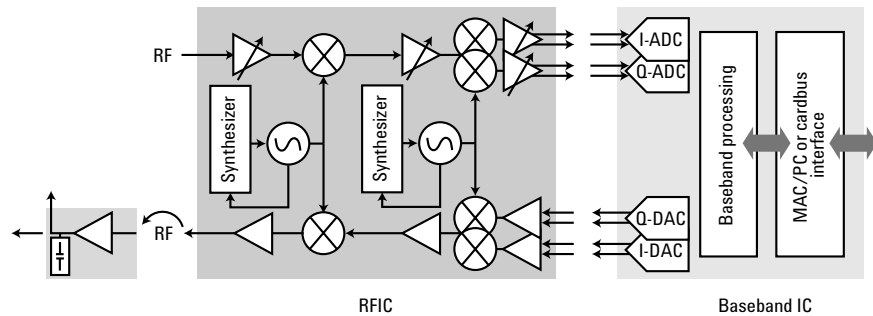 RF
I-ADC
Q-ADC
Synthesizer
Synthesizer
Baseband processing
MAC/PC or cardbus
interface
RF
Q-DAC
I-DAC
RFIC
Baseband IC